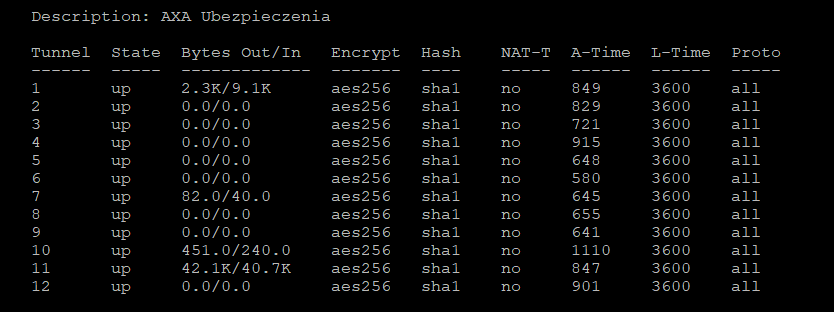 Description: AXA Ubezpieczenia
Tunnel State Bytes Out/In Encrypt Hash NAT-T A-Time L-Time Proto
------ ----- ------------- ------- ---- ----- ------ ------ -----
1 up 2.3K/9.1K aes256 sha1 no 849 3600 all
2 up 0.0/0.0 aes256 sha1 no 829 3600 all
3 up 0.0/0.0 aes256 sha1 no 721 3600 all
4 up 0.0/0.0 aes256 sha1 no 915 3600 all
5 up 0.0/0.0 aes256 sha1 no 648 3600 all
6 up 0.0/0.0 aes256 sha1 no 580 3600 all
7 up 82.0/40.0 aes256 sha1 no 645 3600 all
8 up 0.0/0.0 aes256 sha1 no 655 3600 all
9 up 0.0/0.0 aes256 sha1 no 641 3600 all
10 up 451.0/240.0 aes256 sha1 no 1110 3600 all
11 up 42.1K/40.7K aes256 sha1 no 847 3600 all
12 up 0.0/0.0 aes256 sha1 no 901 3600 all